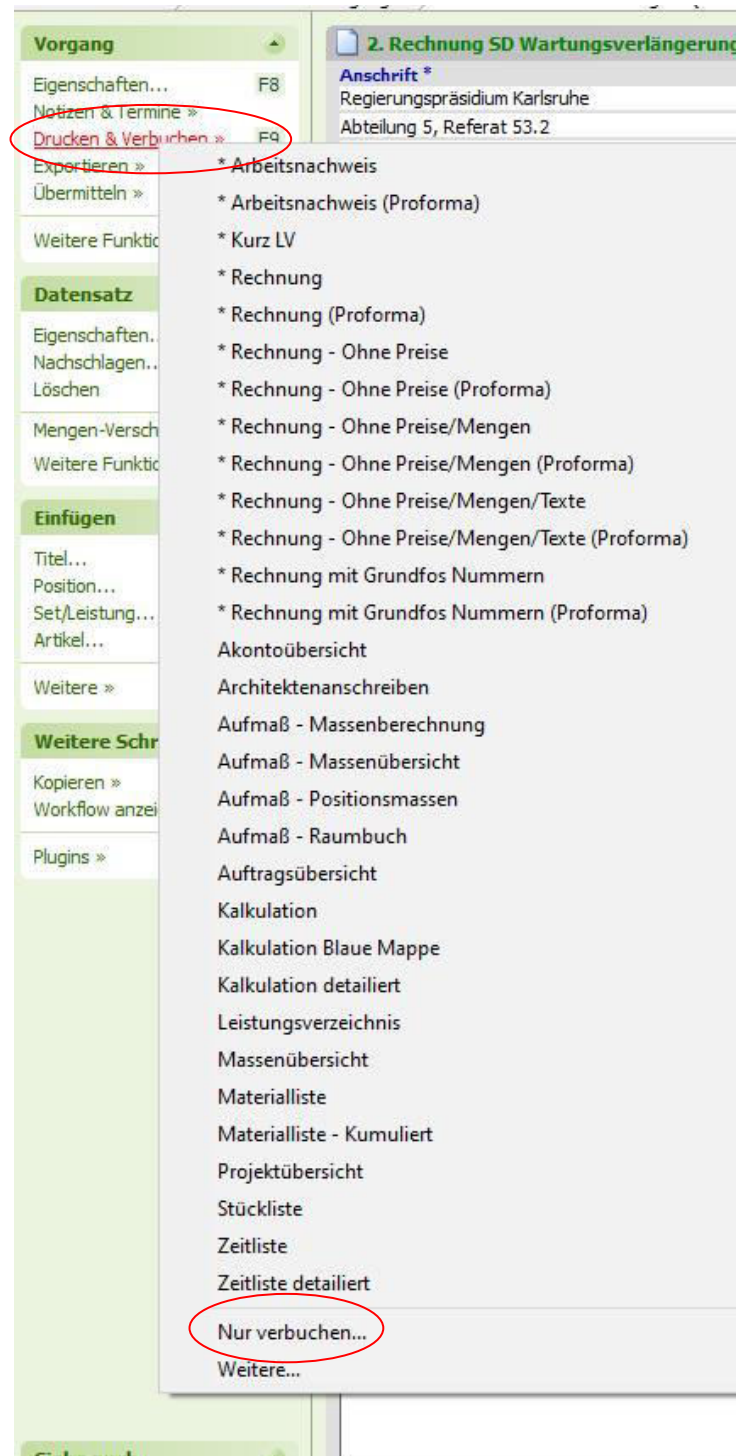 Vorgang
Eigenschaften... F8
Notizen & Termine »
Drucken & Verbuchen » F9
Exportieren »
Übermitteln »
Weitere Funktio
Datensatz
Eigenschaften..
Nachschlagen..
Löschen
Mengen-Versch
Weitere Funktio
Einfügen
Titel...
Position...
Set/Leistung...
Artikel...
Weitere »
Weitere Schr
Kopieren »
Workflow anzei
Plugins »
2. Rechnung SD Wartungsverlängerung
Anschrift *
Regierungspräsidium Karlsruhe
Abteilung 5, Referat 53.2
* Arbeitsnachweis
* Arbeitsnachweis (Proforma)
* Kurz LV
* Rechnung
* Rechnung (Proforma)
* Rechnung - Ohne Preise
* Rechnung - Ohne Preise (Proforma)
* Rechnung - Ohne Preise/Mengen
* Rechnung - Ohne Preise/Mengen (Proforma)
* Rechnung - Ohne Preise/Mengen/Texte
* Rechnung - Ohne Preise/Mengen/Texte (Proforma)
* Rechnung mit Grundfos Nummern
* Rechnung mit Grundfos Nummern (Proforma)
Akontoübersicht
Architektenanschreiben
Aufmaß - Massenberechnung
Aufmaß - Massenübersicht
Aufmaß - Positionsmassen
Aufmaß - Raumbuch
Auftragsübersicht
Kalkulation
Kalkulation Blaue Mappe
Kalkulation detailiert
Leistungsverzeichnis
Massenübersicht
Materialliste
Materialliste - Kumuliert
Projektübersicht
Stückliste
Zeitliste
Zeitliste detailiert
Nur verbuchen...
Weitere...